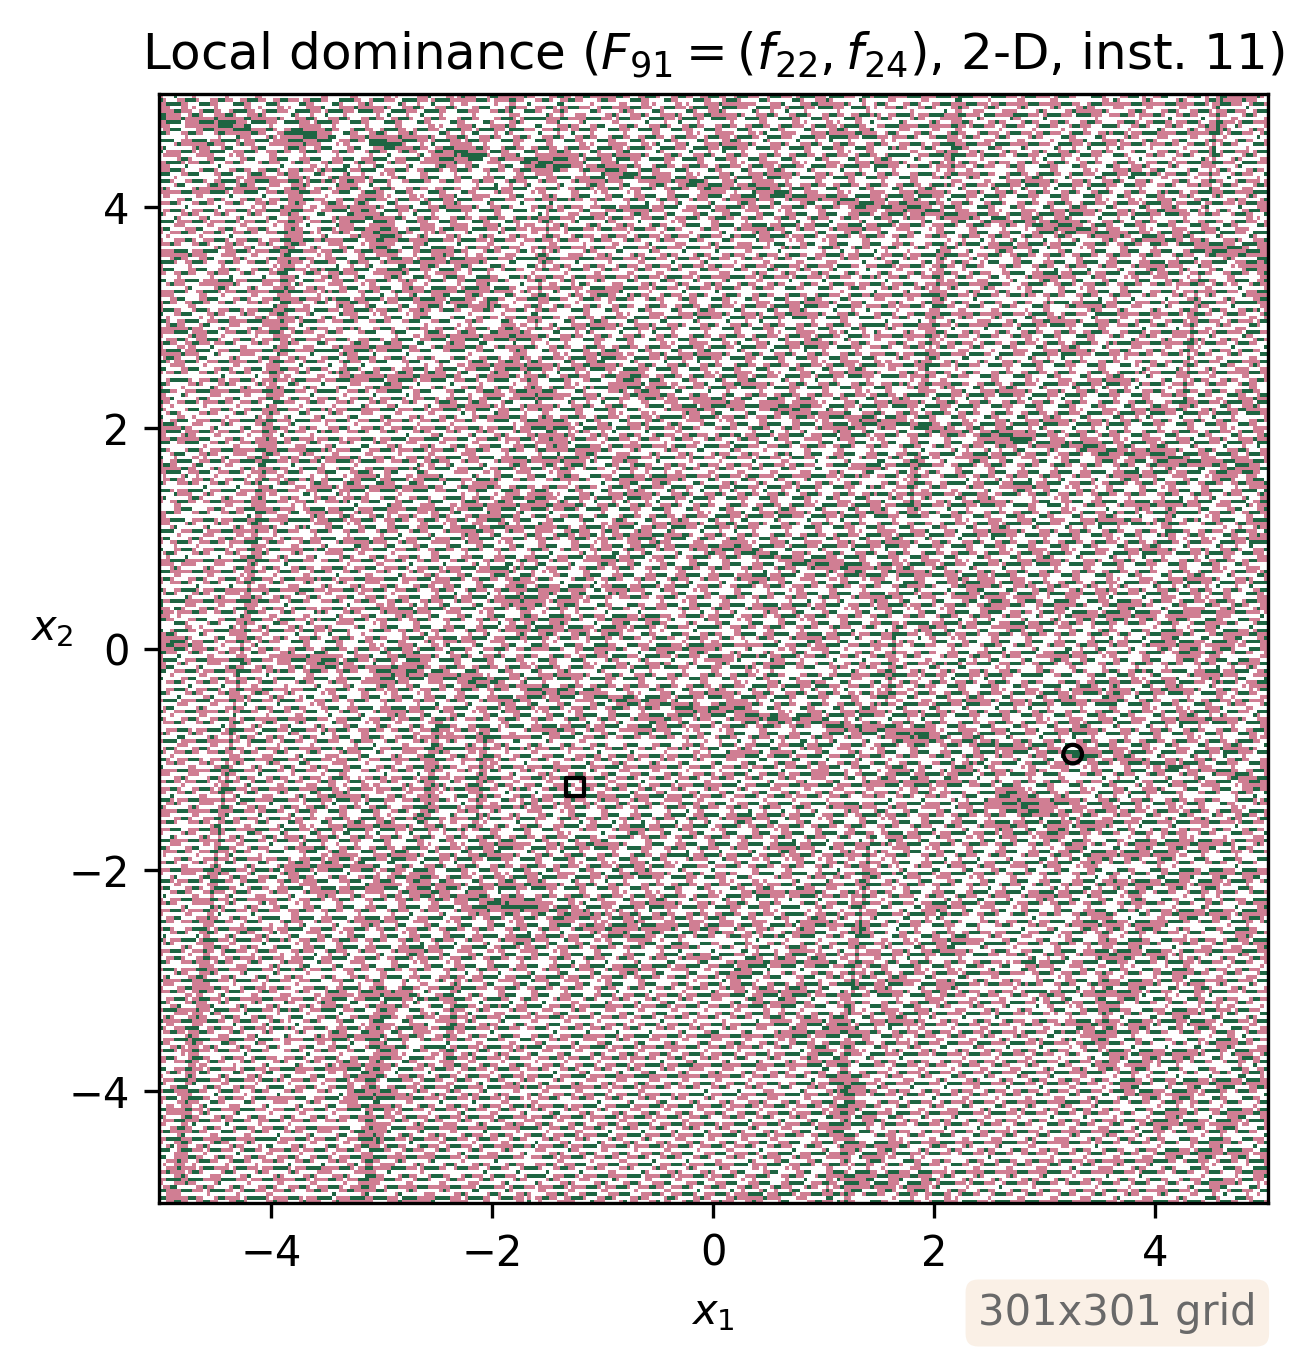 Local dominance (F₉₁ = (f₂₂, f₂₄), 2-D, inst. 11)
4
2
x₂
0
−2
−4
−4 −2 0 2 4
x₁
301x301 grid